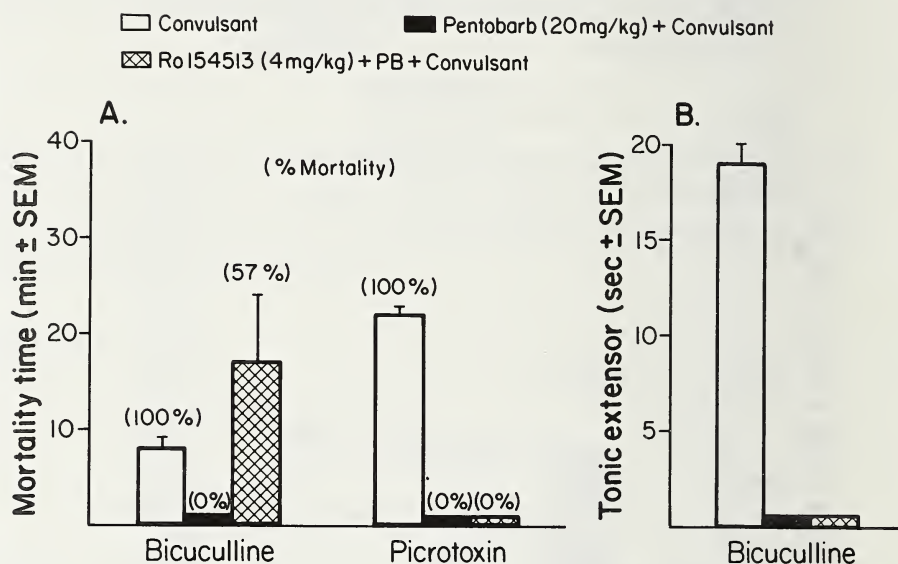 Convulsant
Pentobarb (20mg/kg) + Convulsant
Ro 154513 (4mg/kg) + PB + Convulsant
A.
B.
Mortality time (min ± SEM)
40
30
20
10
(% Mortality)
(100%)
(0%)
(57%)
(100%)
(0%) (0%)
Bicuculline
Picrotoxin
Tonic extensor (sec ± SEM)
20
15
10
5
Bicuculline